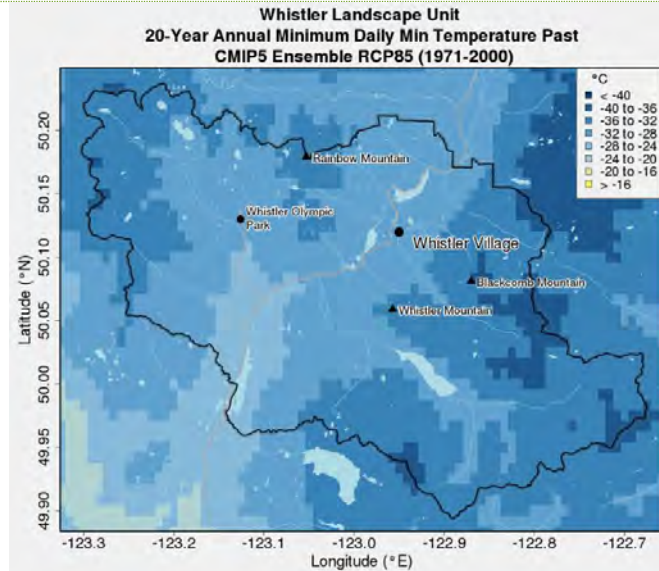 Whistler Landscape Unit
20-Year Annual Minimum Daily Min Temperature Past
CMIP5 Ensemble RCP85 (1971-2000)
°C
< -40
-40 to -36
-36 to -32
-32 to -28
-28 to -24
-24 to -20
-20 to -16
> -16
Rainbow Mountain
Whistler Olympic
Park
Whistler Village
Blackcomb Mountain
Whistler Mountain
Latitude (°N)
50.20
50.15
50.10
50.05
50.00
49.95
49.90
-123.3
-123.2
-123.1
-123.0
-122.9
-122.8
-122.7
Longitude (°E)